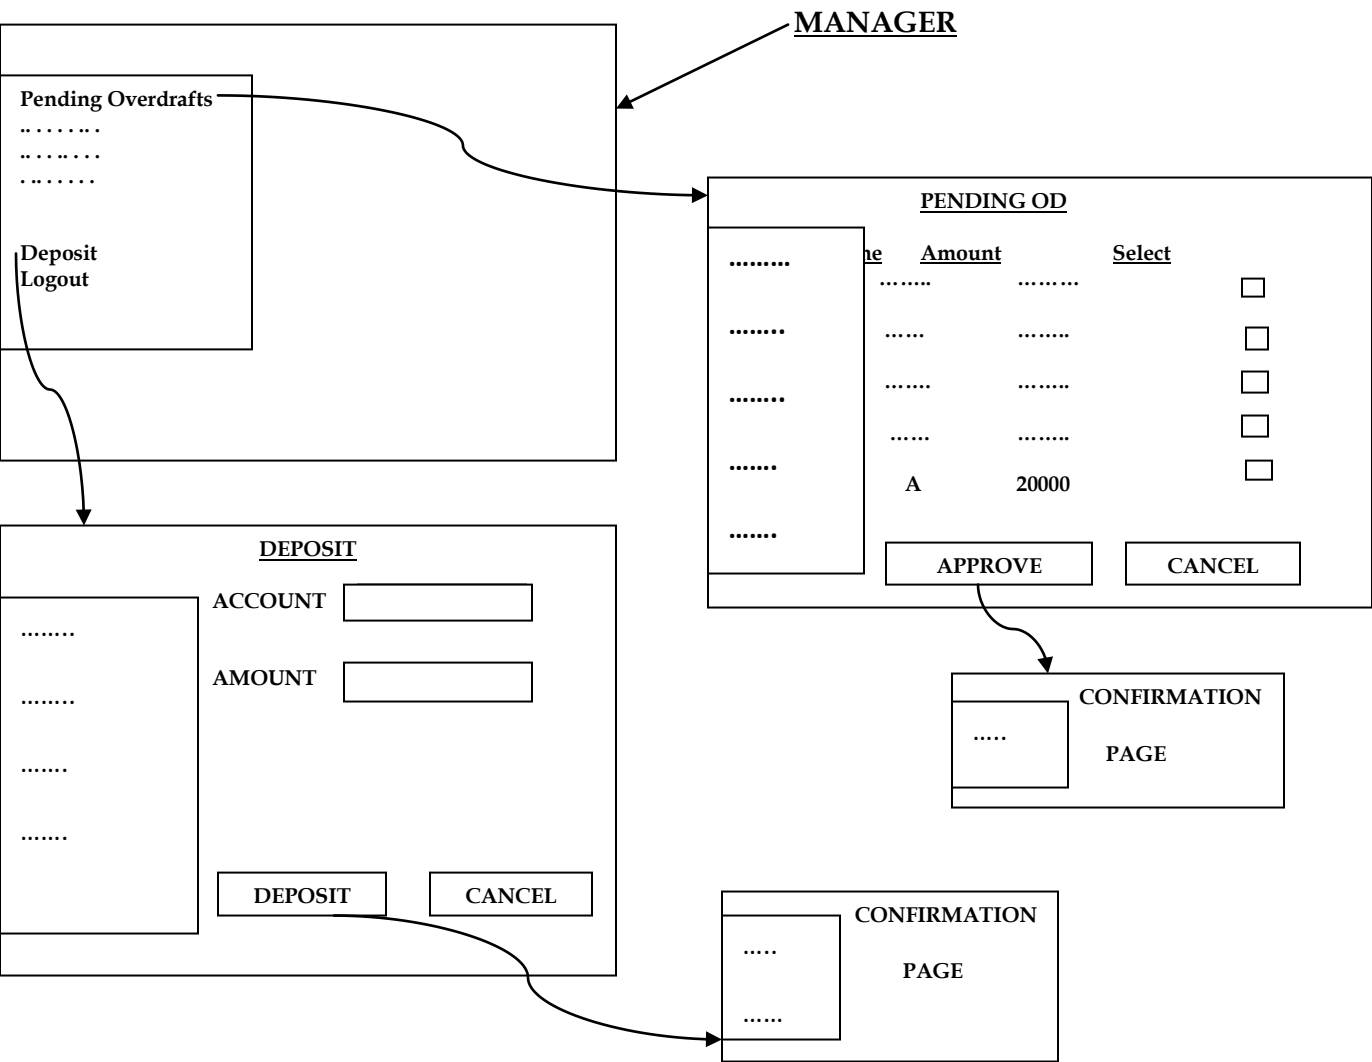 MANAGER
Pending Overdrafts
.. . . . . .. .
.. . . .. . . .
. .. . . . . .
Deposit
Logout
PENDING OD
Amount Select
………
…….. ………
…….. 
…… ……..
…….. 
……. ……..
……. 
…… ……..
A 20000
…….
APPROVE CANCEL
CONFIRMATION
…..
PAGE
DEPOSIT
ACCOUNT
……..
AMOUNT
……..
…….
…….
DEPOSIT CANCEL
CONFIRMATION
…..
PAGE
……